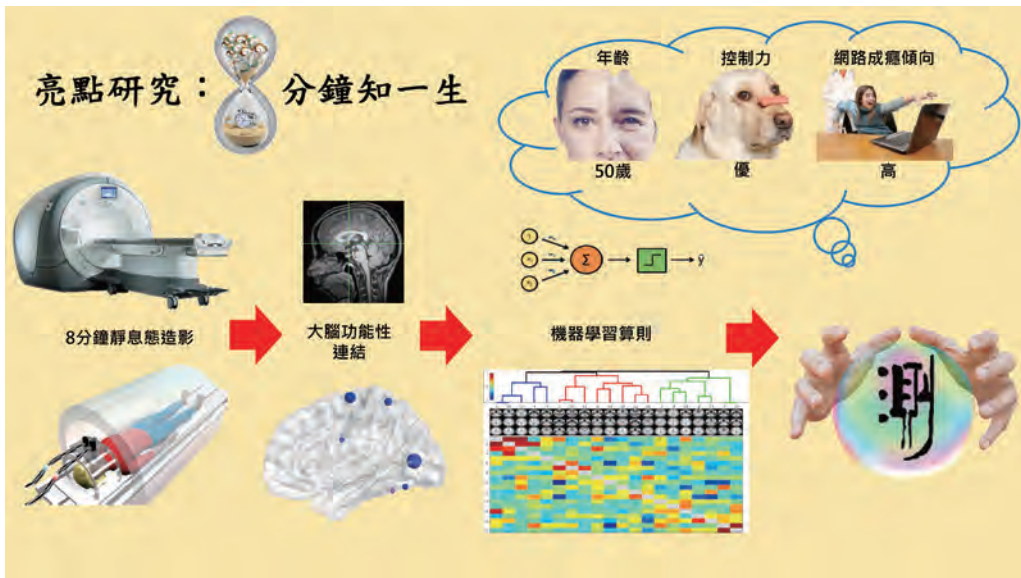 亮點研究：
分鐘知一生
年齡
控制力
網路成癮傾向
50歲
優
高
Σ
ŷ
8分鐘靜息態造影
大腦功能性
連結
機器學習算則